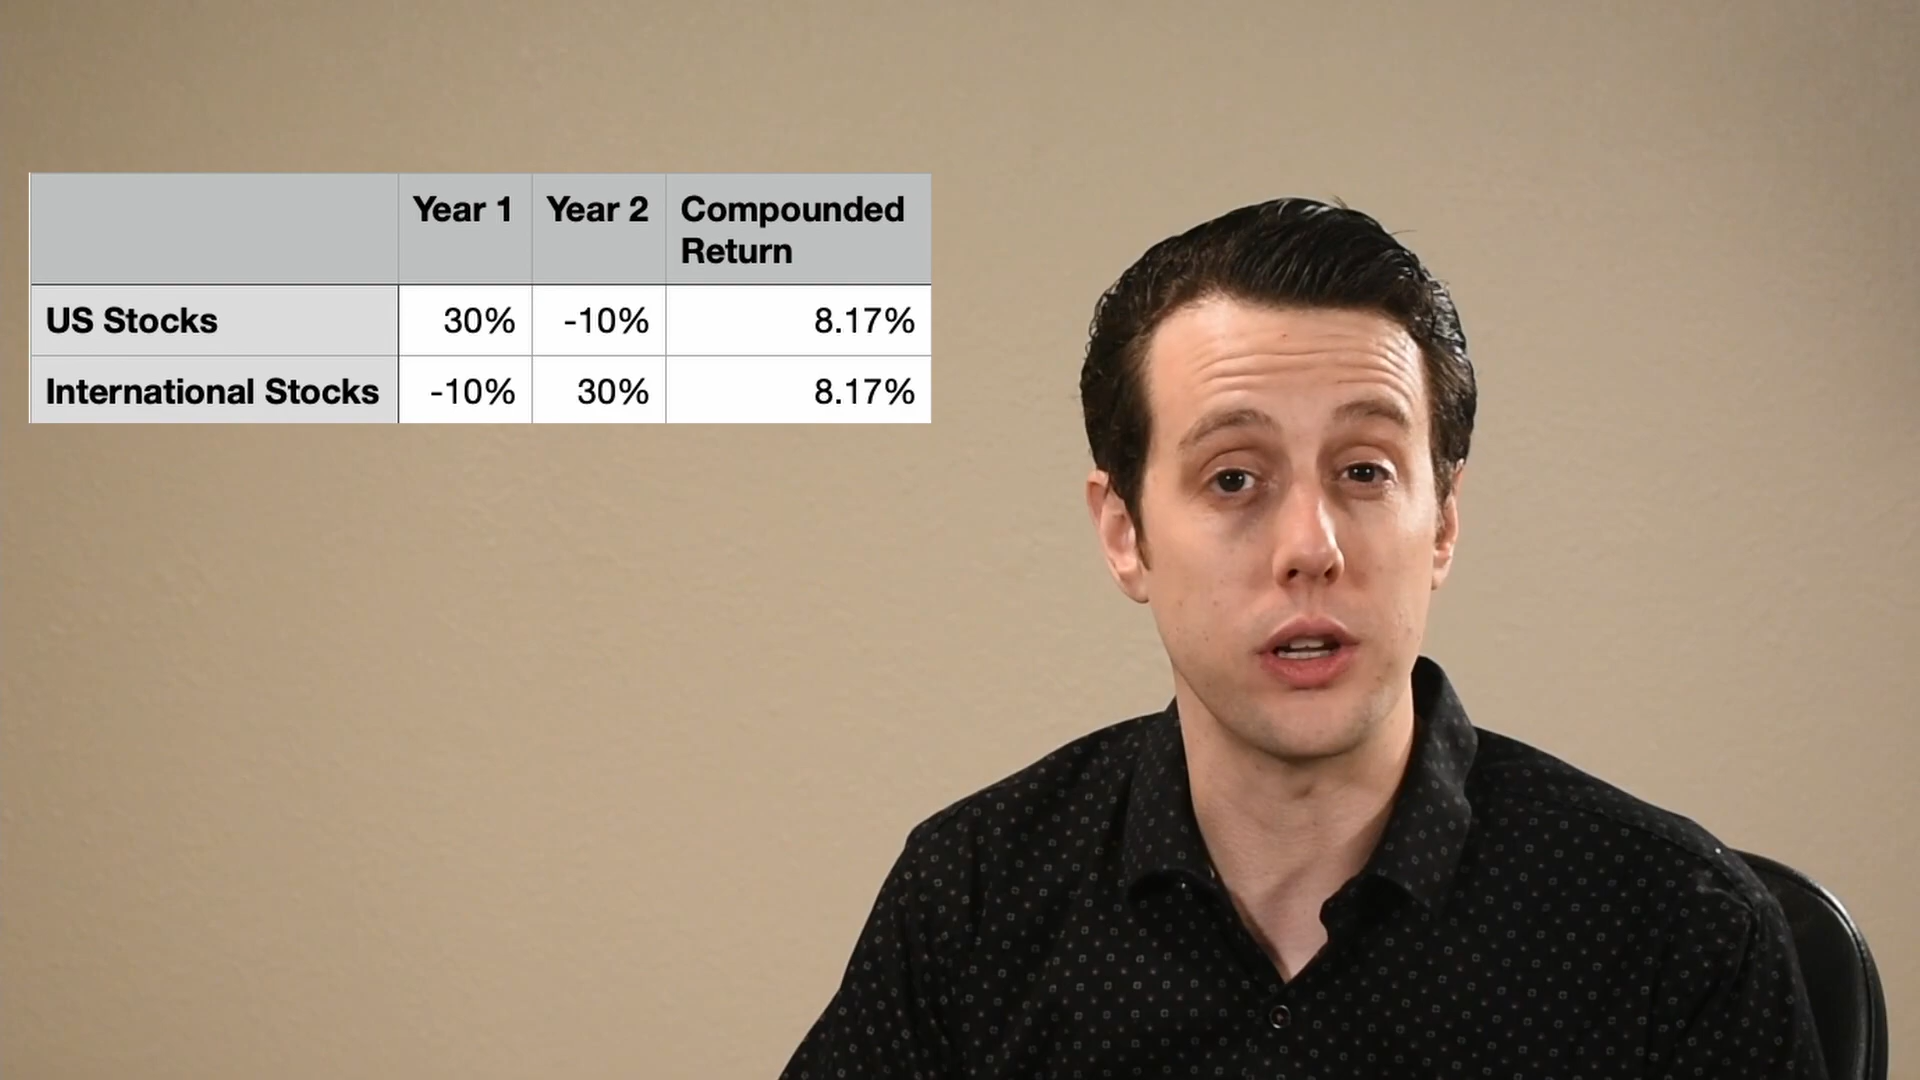 Year 1 Year 2 Compounded
Return
US Stocks 30% -10% 8.17%
International Stocks -10% 30% 8.17%